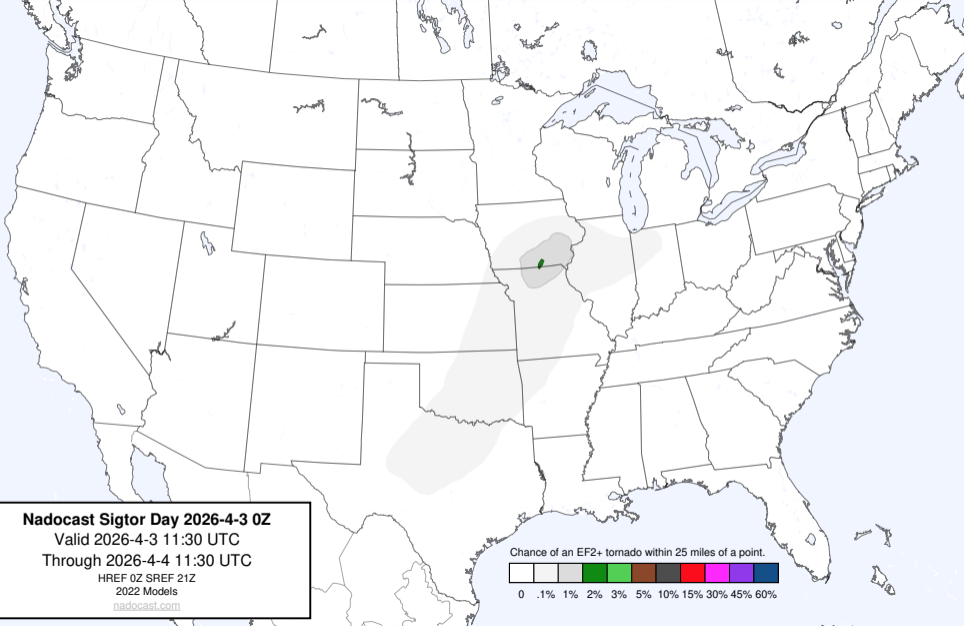 Nadocast Sigtor Day 2026-4-3 0Z
Valid 2026-4-3 11:30 UTC
Through 2026-4-4 11:30 UTC
HREF 0Z SREF 21Z
2022 Models
nadocast.com
Chance of an EF2+ tornado within 25 miles of a point.
0 .1% 1% 2% 3% 5% 10% 15% 30% 45% 60%